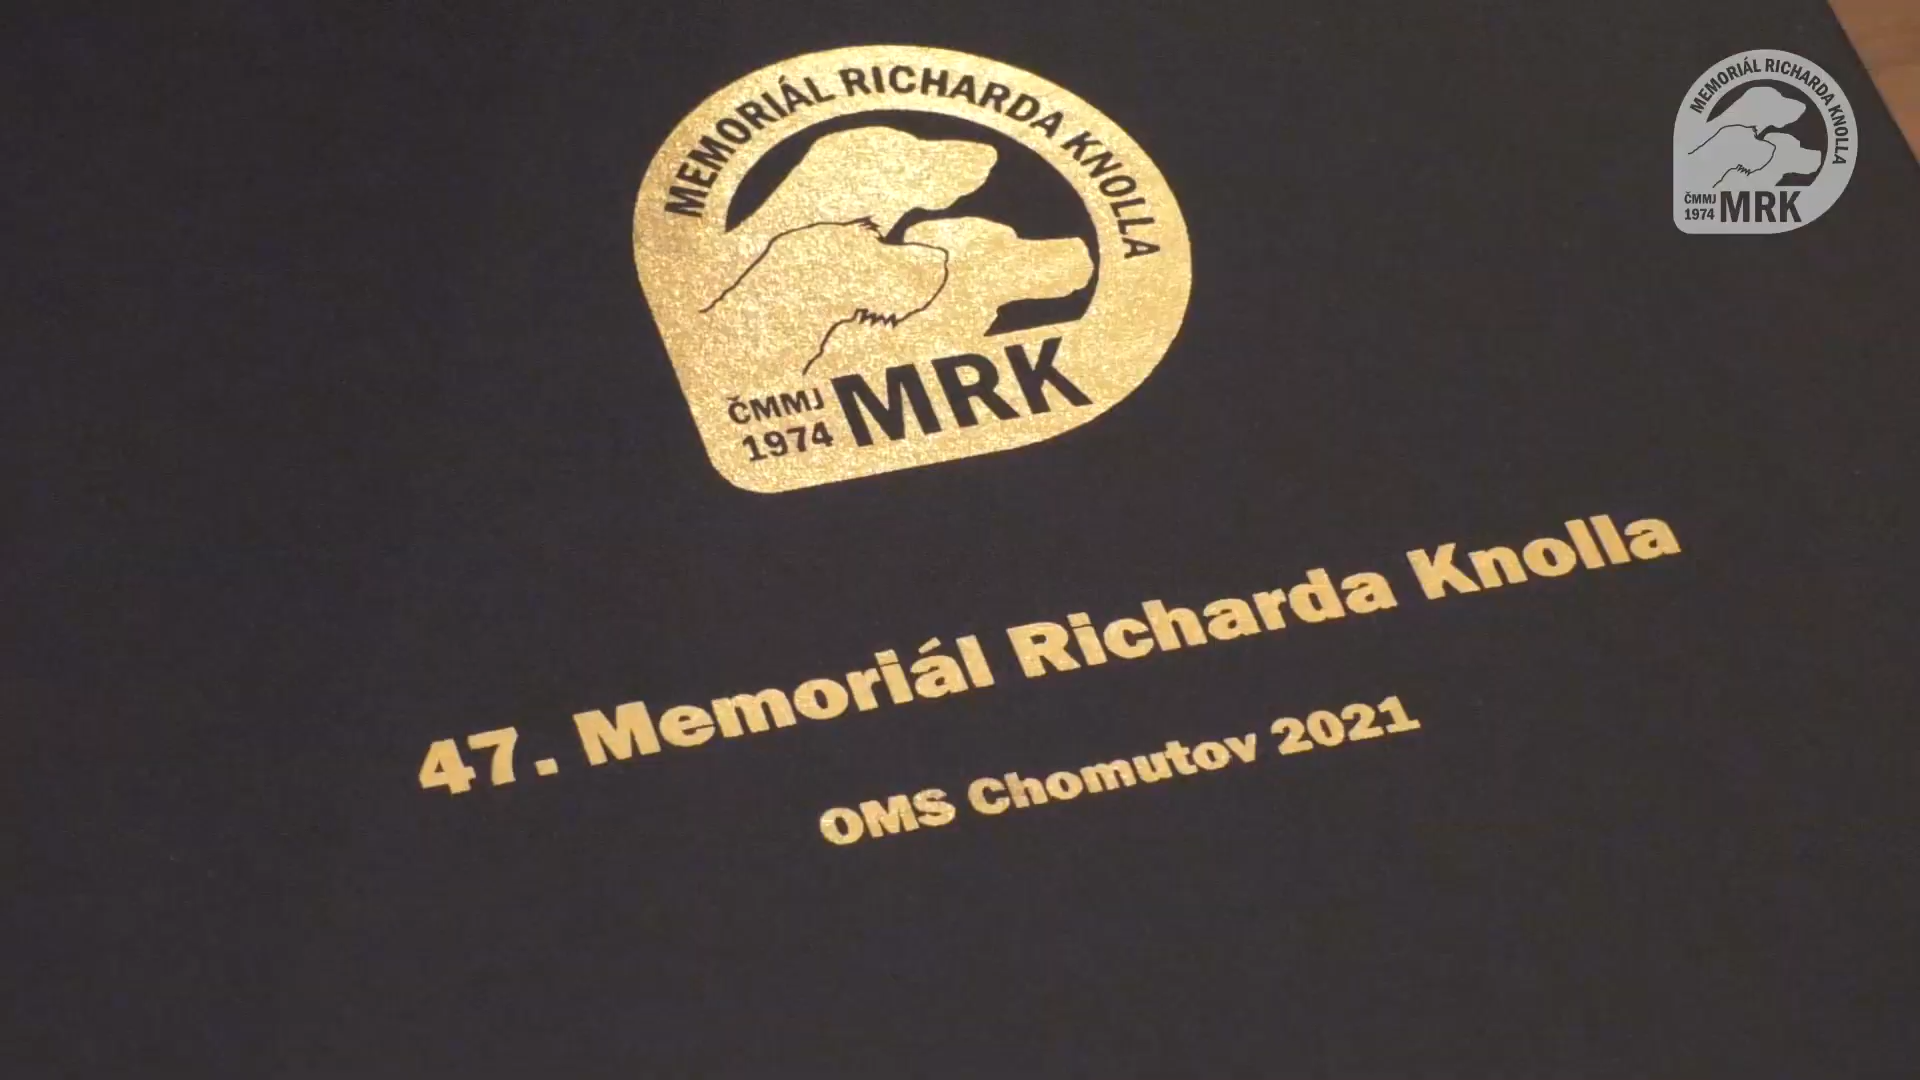 MEMORIÁL RICHARDA KNOLLA
ČMMJ
1974
MRK
47. Memoriál Richarda Knolla
OMS Chomutov 2021
MEMORIÁL RICHARDA KNOLLA
ČMMJ
1974
MRK